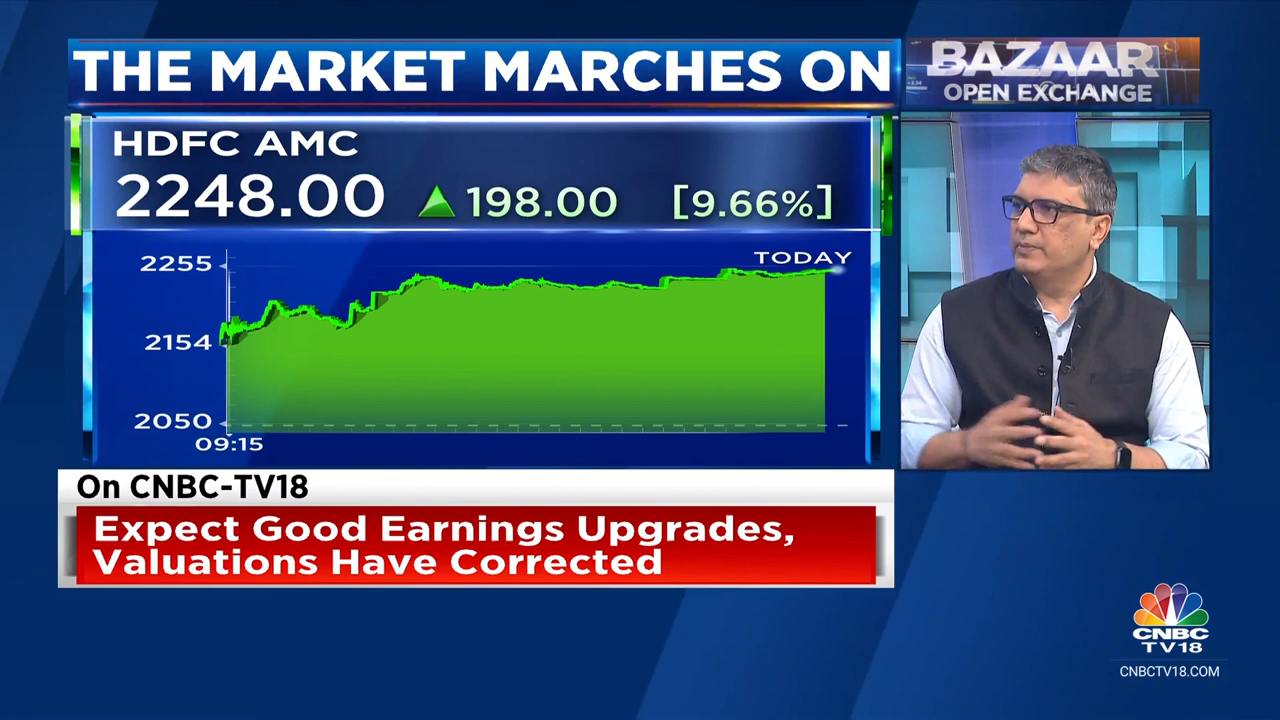 THE MARKET MARCHES ON
BAZAAR
OPEN EXCHANGE
HDFC AMC
2248.00 ▲ 198.00 [9.66%]
TODAY
2255
2154
2050
09:15
On CNBC-TV18
Expect Good Earnings Upgrades,
Valuations Have Corrected
CNBC
TV18
CNBCTV18.COM